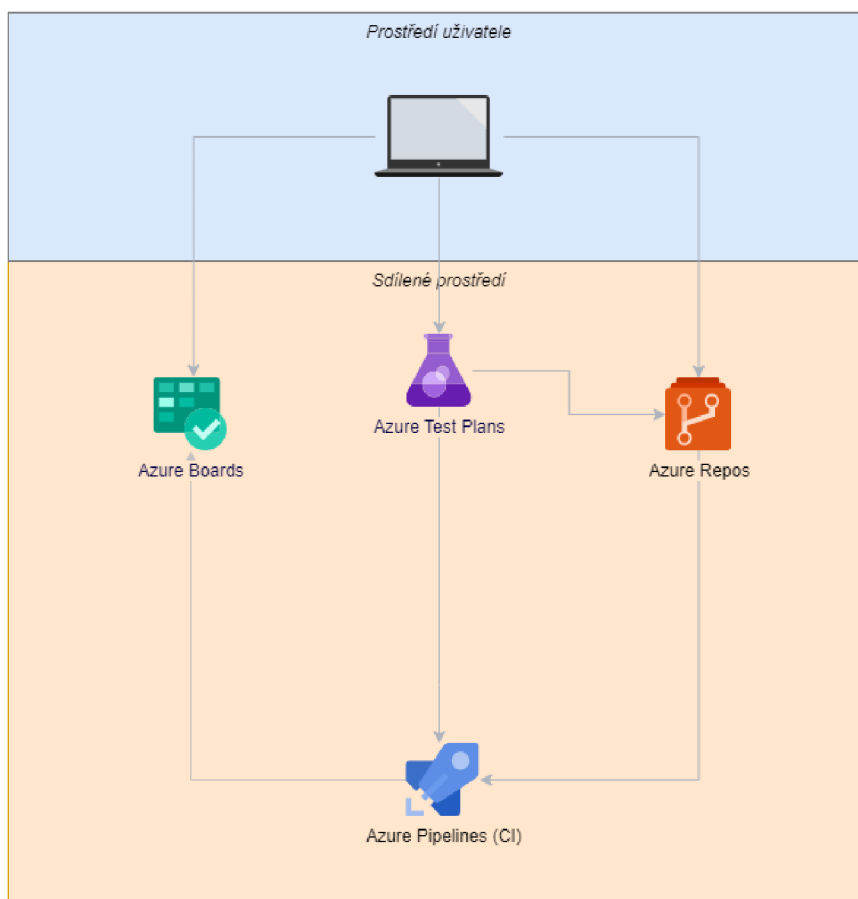 Prostředí uživatele
Sdílené prostředí
Azure Test Plans
Azure Boards
Azure Repos
Azure Pipelines (CI)